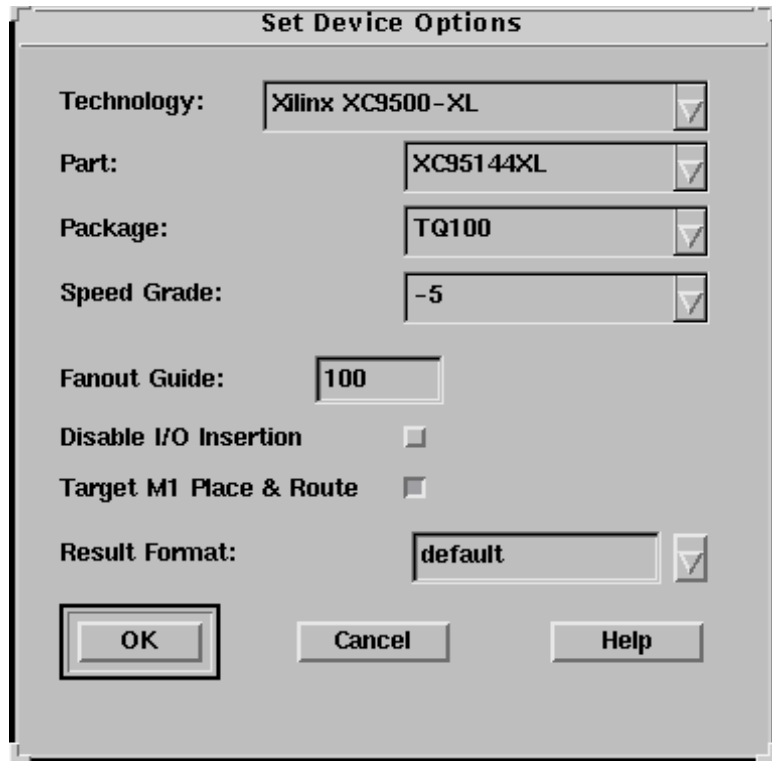 Set Device Options
Technology: Xilinx XC9500-XL
Part: XC95144XL
Package: TQ100
Speed Grade: -5
Fanout Guide: 100
Disable I/O Insertion
Target M1 Place & Route
Result Format: default
OK Cancel Help